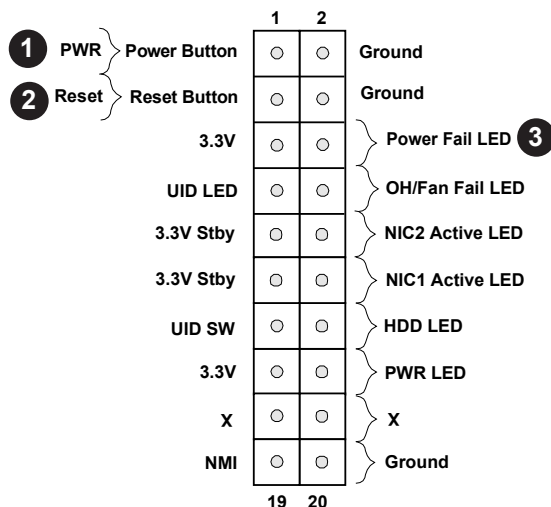 1 2
1 PWR Power Button Ground
2 Reset Reset Button Ground
3.3V Power Fail LED 3
UID LED OH/Fan Fail LED
3.3V Stby NIC2 Active LED
3.3V Stby NIC1 Active LED
UID SW HDD LED
3.3V PWR LED
X X
NMI Ground
19 20